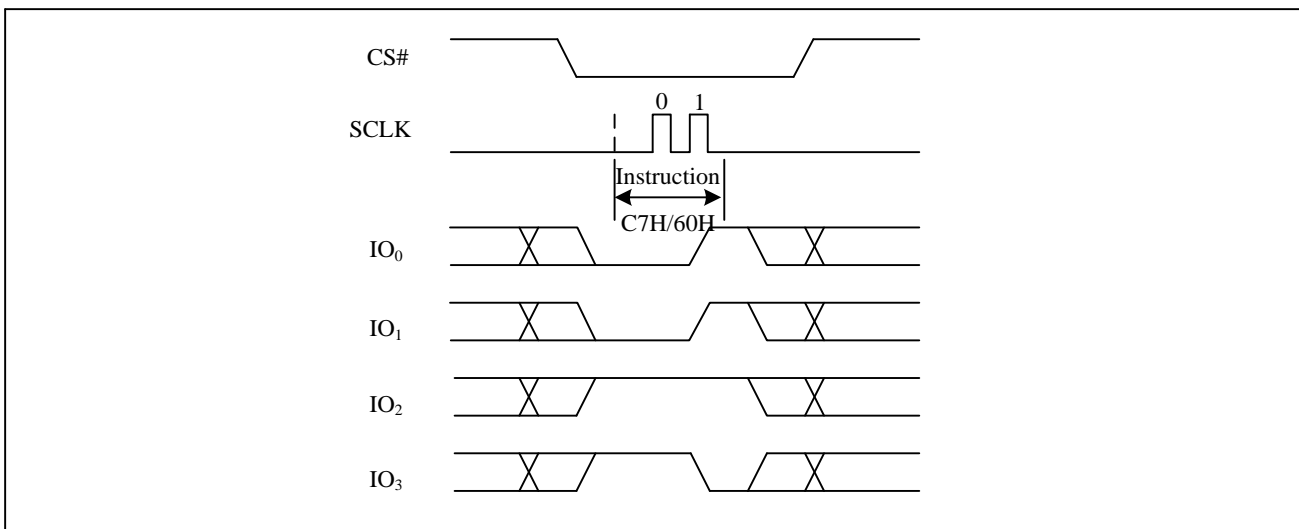 CS#
0 1
SCLK
Instruction
C7H/60H
IO₀
IO₁
IO₂
IO₃